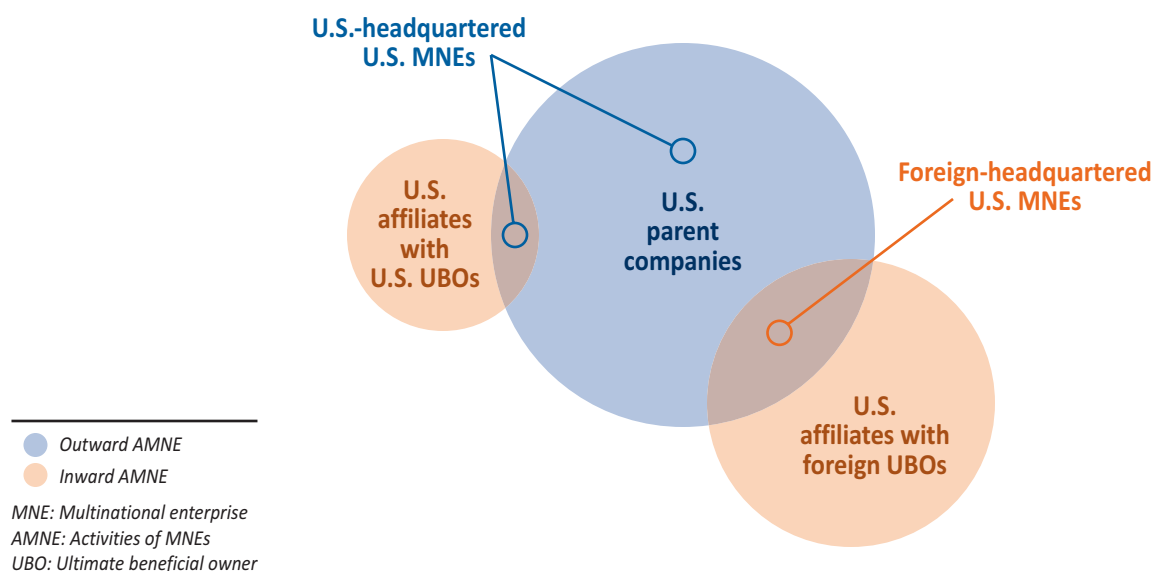 U.S.-headquartered
U.S. MNEs
U.S.
affiliates
with
U.S. UBOs
U.S.
parent
companies
Foreign-headquartered
U.S. MNEs
U.S.
affiliates with
foreign UBOs
Outward AMNE
Inward AMNE
MNE: Multinational enterprise
AMNE: Activities of MNEs
UBO: Ultimate beneficial owner